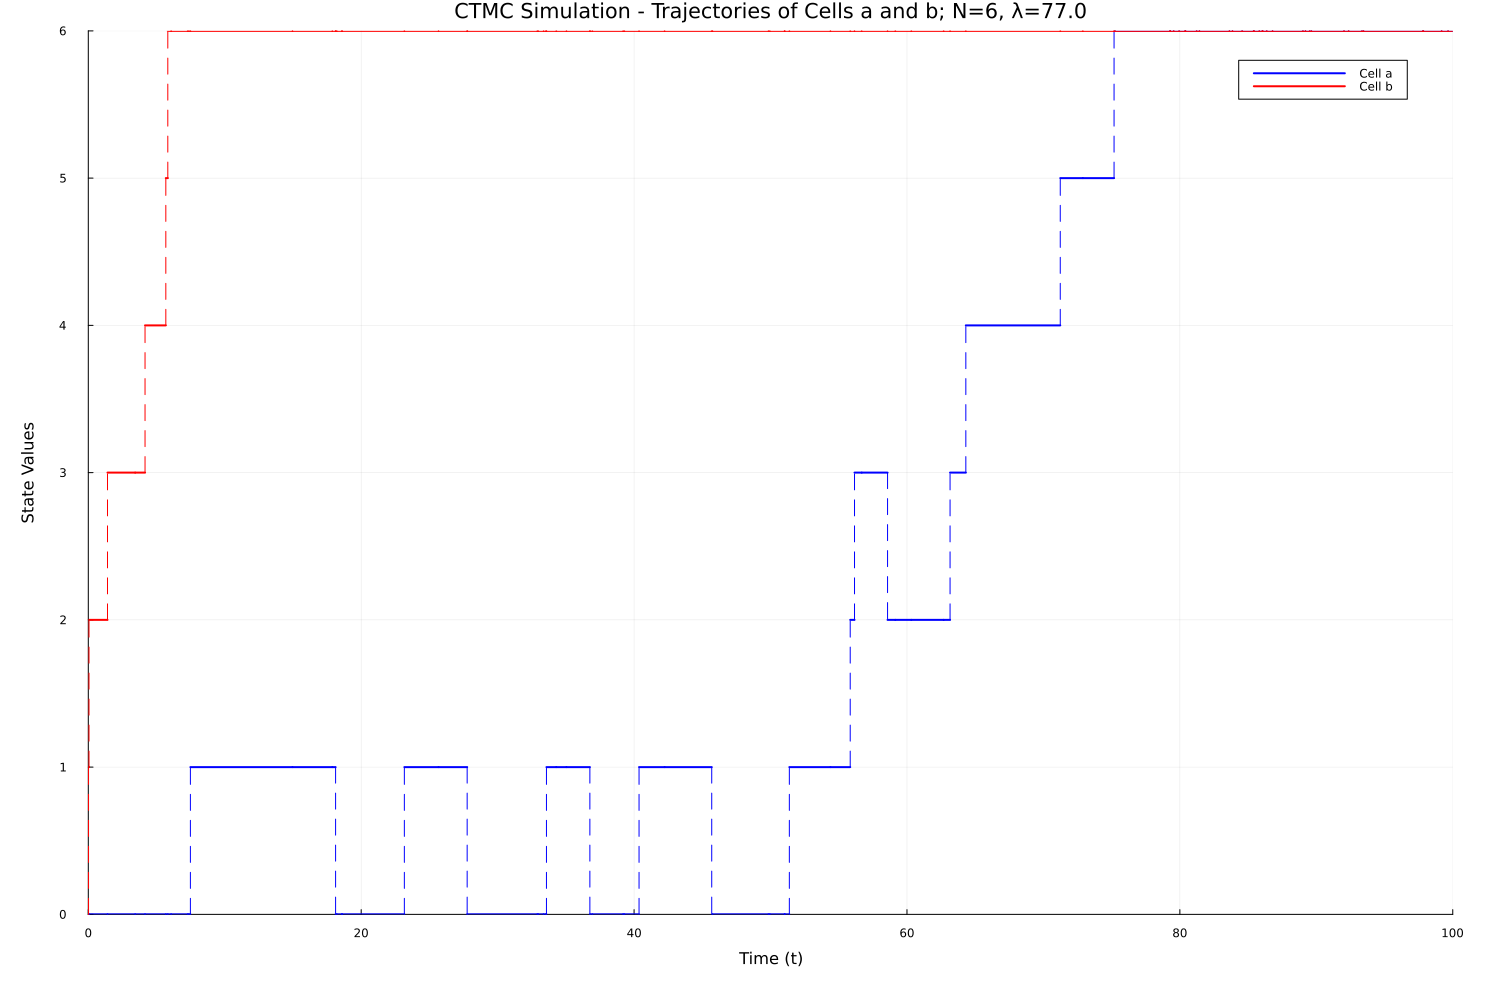 CTMC Simulation - Trajectories of Cells a and b; N=6, λ=77.0
6
Cell a
Cell b
5
4
State Values
3
2
1
0
0 20 40 60 80 100
Time (t)